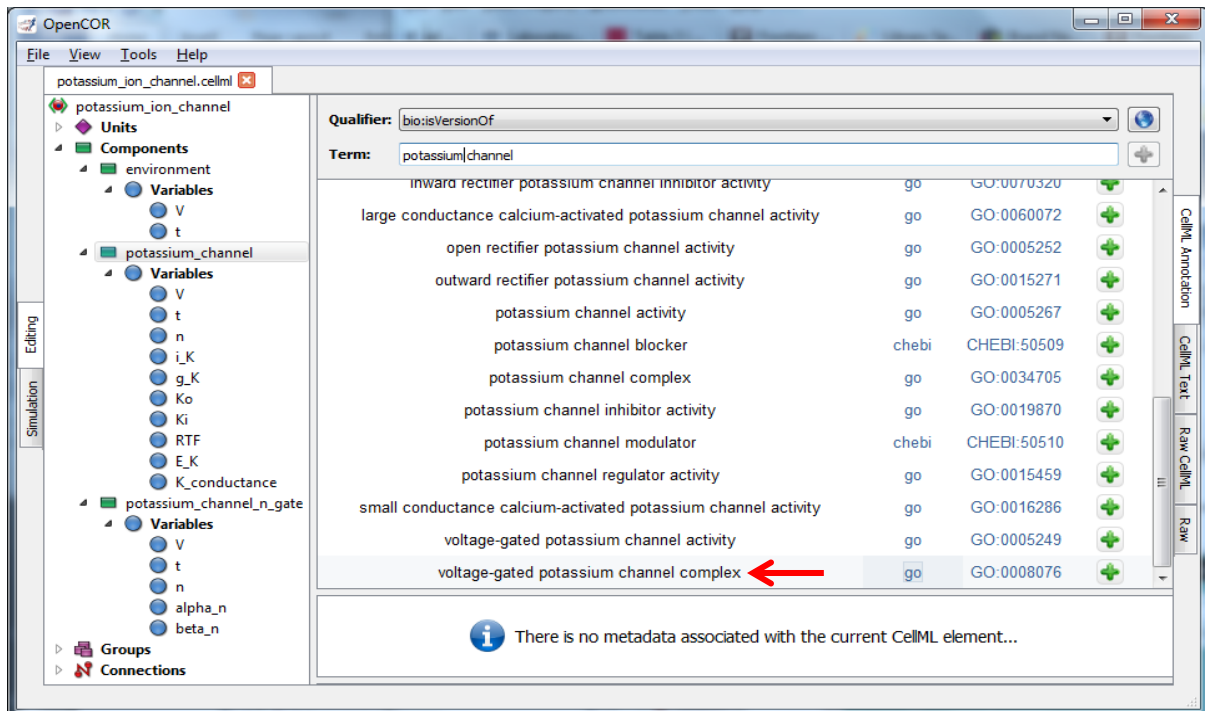 OpenCOR
File View Tools Help
potassium_ion_channel.cellml
potassium_ion_channel
Units
Components
environment
Variables
V
t
potassium_channel
Variables
V
t
n
i_K
g_K
Ko
Ki
RTF
E_K
K_conductance
potassium_channel_n_gate
Variables
V
t
n
alpha_n
beta_n
Groups
Connections
Editing
Simulation
Qualifier: bio:isVersionOf
Term: potassium channel
inward rectifier potassium channel inhibitor activity go GO:0070320
large conductance calcium-activated potassium channel activity go GO:0060072
open rectifier potassium channel activity go GO:0005252
outward rectifier potassium channel activity go GO:0015271
potassium channel activity go GO:0005267
potassium channel blocker chebi CHEBI:50509
potassium channel complex go GO:0034705
potassium channel inhibitor activity go GO:0019870
potassium channel modulator chebi CHEBI:50510
potassium channel regulator activity go GO:0015459
small conductance calcium-activated potassium channel activity go GO:0016286
voltage-gated potassium channel activity go GO:0005249
voltage-gated potassium channel complex go GO:0008076
There is no metadata associated with the current CellML element...
CellML Annotation
CellML Text
Raw CellML
Raw